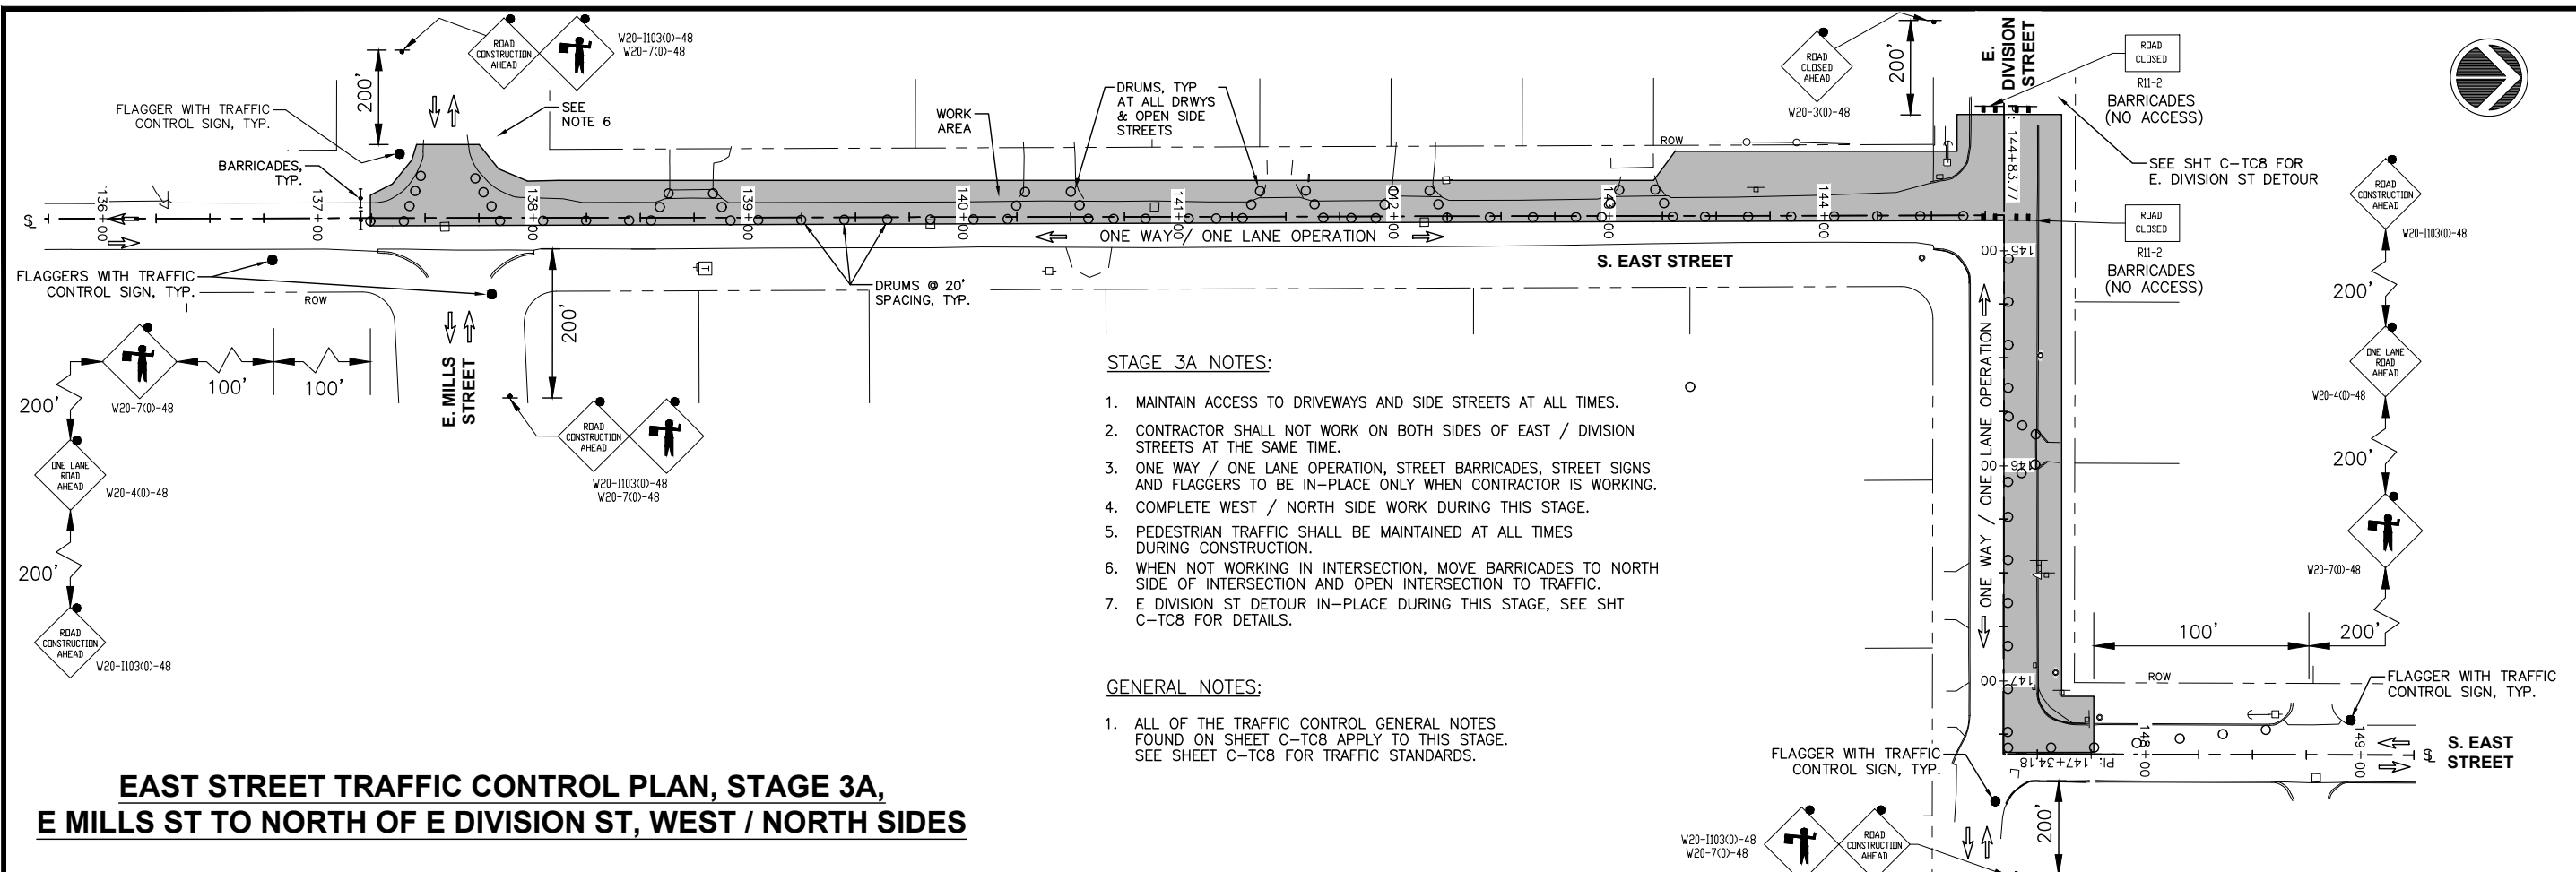 ROAD
CONSTRUCTION
AHEAD
W20-I103(O)-48
W20-7(O)-48
200'
FLAGGER WITH TRAFFIC
CONTROL SIGN, TYP.
SEE
NOTE 6
BARRICADES,
TYP.
WORK
AREA
DRUMS, TYP
AT ALL DRWYS
& OPEN SIDE
STREETS
ROW
ROAD
CLOSED
AHEAD
W20-3(O)-48
200'
E.
DIVISION
STREET
ROAD
CLOSED
R11-2
BARRICADES
(NO ACCESS)
SEE SHT C-TC8 FOR
E. DIVISION ST DETOUR
ROAD
CLOSED
R11-2
BARRICADES
(NO ACCESS)
136+00
137+00
138+00
139+00
140+00
141+00
142+00
143+00
144+00
144+83.77
145+00
146+00
147+00
PI: 147+34.18
148+00
149+00
ONE WAY / ONE LANE OPERATION
S. EAST STREET
FLAGGERS WITH TRAFFIC
CONTROL SIGN, TYP.
ROW
DRUMS @ 20'
SPACING, TYP.
200'
E. MILLS
STREET
W20-7(O)-48
100'
100'
200'
ONE LANE
ROAD
AHEAD
W20-4(O)-48
200'
ROAD
CONSTRUCTION
AHEAD
W20-I103(O)-48
ROAD
CONSTRUCTION
AHEAD
W20-I103(O)-48
W20-7(O)-48
STAGE 3A NOTES:
1. MAINTAIN ACCESS TO DRIVEWAYS AND SIDE STREETS AT ALL TIMES.
2. CONTRACTOR SHALL NOT WORK ON BOTH SIDES OF EAST / DIVISION
STREETS AT THE SAME TIME.
3. ONE WAY / ONE LANE OPERATION, STREET BARRICADES, STREET SIGNS
AND FLAGGERS TO BE IN-PLACE ONLY WHEN CONTRACTOR IS WORKING.
4. COMPLETE WEST / NORTH SIDE WORK DURING THIS STAGE.
5. PEDESTRIAN TRAFFIC SHALL BE MAINTAINED AT ALL TIMES
DURING CONSTRUCTION.
6. WHEN NOT WORKING IN INTERSECTION, MOVE BARRICADES TO NORTH
SIDE OF INTERSECTION AND OPEN INTERSECTION TO TRAFFIC.
7. E DIVISION ST DETOUR IN-PLACE DURING THIS STAGE, SEE SHT
C-TC8 FOR DETAILS.
GENERAL NOTES:
1. ALL OF THE TRAFFIC CONTROL GENERAL NOTES
FOUND ON SHEET C-TC8 APPLY TO THIS STAGE.
SEE SHEET C-TC8 FOR TRAFFIC STANDARDS.
ONE WAY / ONE LANE OPERATION
ROAD
CONSTRUCTION
AHEAD
W20-I103(O)-48
200'
ONE LANE
ROAD
AHEAD
W20-4(O)-48
200'
W20-7(O)-48
100'
200'
ROW
FLAGGER WITH TRAFFIC
CONTROL SIGN, TYP.
S. EAST
STREET
FLAGGER WITH TRAFFIC
CONTROL SIGN, TYP.
W20-I103(O)-48
W20-7(O)-48
ROAD
CONSTRUCTION
AHEAD
200'
EAST STREET TRAFFIC CONTROL PLAN, STAGE 3A,
E MILLS ST TO NORTH OF E DIVISION ST, WEST / NORTH SIDES